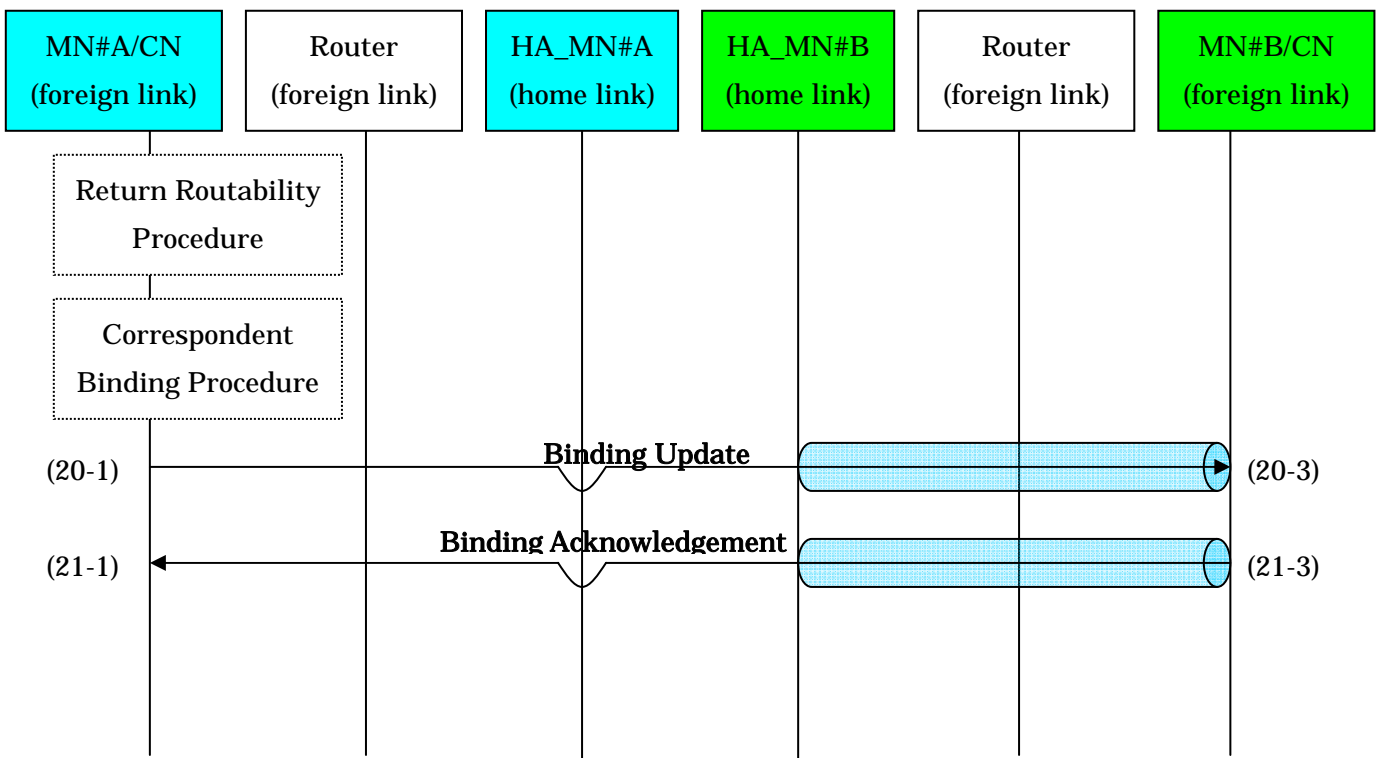 MN#A/CN
(foreign link)
Router
(foreign link)
HA_MN#A
(home link)
HA_MN#B
(home link)
Router
(foreign link)
MN#B/CN
(foreign link)
Return Routability
Procedure
Correspondent
Binding Procedure
(20-1)
Binding Update
(20-3)
(21-1)
Binding Acknowledgement
(21-3)